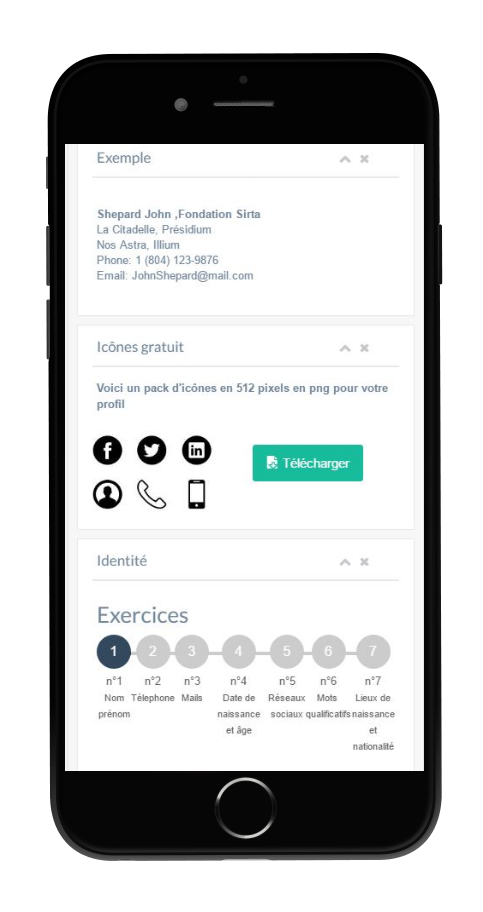 Exemple
Shepard John ,Fondation Sirta
La Citadelle, Présidium
Nos Astra, Illium
Phone: 1 (804) 123-9876
Email: JohnShepard@mail.com
Icônes gratuit
Voici un pack d'icônes en 512 pixels en png pour votre
profil
Télécharger
Identité
Exercices
1 2 3 4 5 6 7
n°1 n°2 n°3 n°4 n°5 n°6 n°7
Nom Télephone Mails Date de Réseaux Mots Lieux de
prénom naissance sociaux qualificatifs naissance
et âge et
nationalité